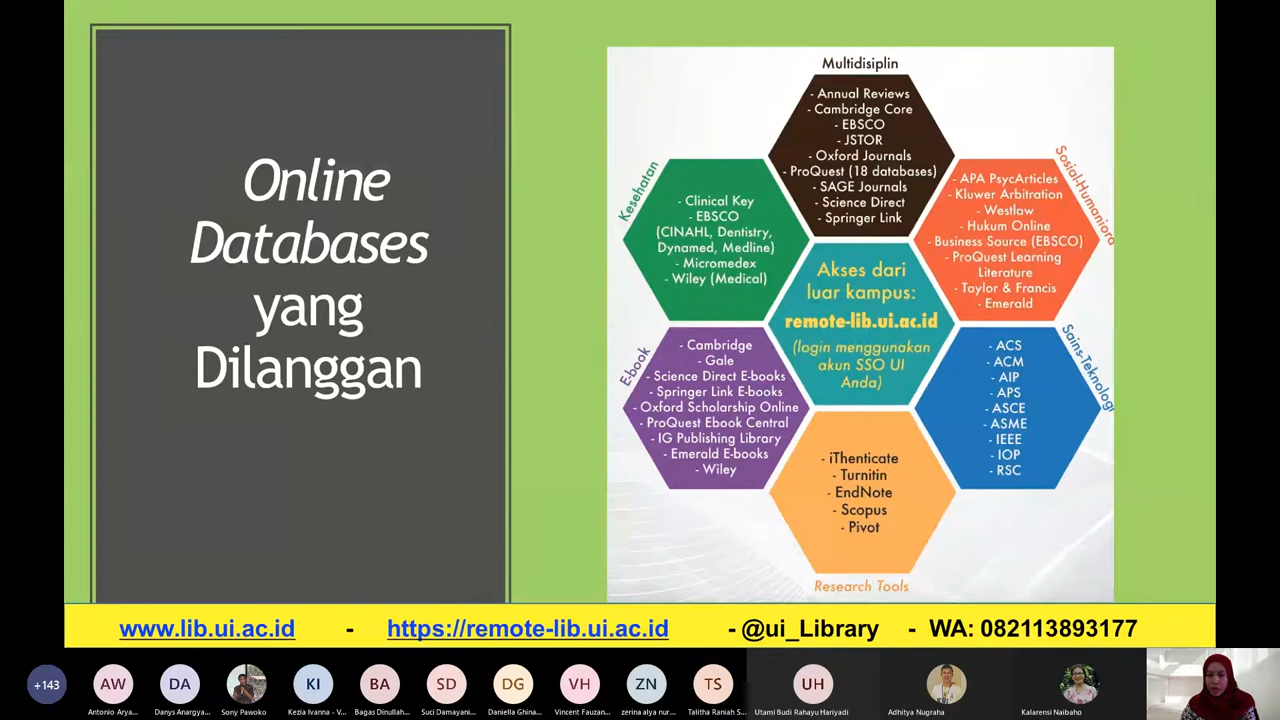 Online
Databases
yang
Dilanggan
Multidisiplin
- Annual Reviews
- Cambridge Core
- EBSCO
- JSTOR
- Oxford Journals
- ProQuest (18 databases)
- SAGE Journals
- Science Direct
- Springer Link
Kesehatan
- Clinical Key
- EBSCO
(CINAHL, Dentistry,
Dynamed, Medline)
- Micromedex
- Wiley (Medical)
Sosial-Humaniora
- APA PsycArticles
- Kluwer Arbitration
- Westlaw
- Hukum Online
- Business Source (EBSCO)
- ProQuest Learning
Literature
- Taylor & Francis
- Emerald
Akses dari
luar kampus:
remote-lib.ui.ac.id
(login menggunakan
akun SSO UI
Anda)
E-book
- Cambridge
- Gale
- Science Direct E-books
- Springer Link E-books
- Oxford Scholarship Online
- ProQuest Ebook Central
- IG Publishing Library
- Emerald E-books
- Wiley
Sains-Teknologi
- ACS
- ACM
- AIP
- APS
- ASCE
- ASME
- IEEE
- IOP
- RSC
- iThenticate
- Turnitin
- EndNote
- Scopus
- Pivot
Research Tools
www.lib.ui.ac.id - https://remote-lib.ui.ac.id - @ui_Library - WA: 082113893177
+143 AW DA KI BA SD DG VH ZN TS UH
Antonio Arya... Danys Anargya... Sony Pawoko Kezia Ivanna - V... Bagas Dinullah... Suci Damayani... Daniella Ghina... Vincent Fauzan... zerina alya nur... Talitha Raniah S... Utami Budi Rahayu Hariyadi Adhitya Nugraha Kalarensi Naibaho